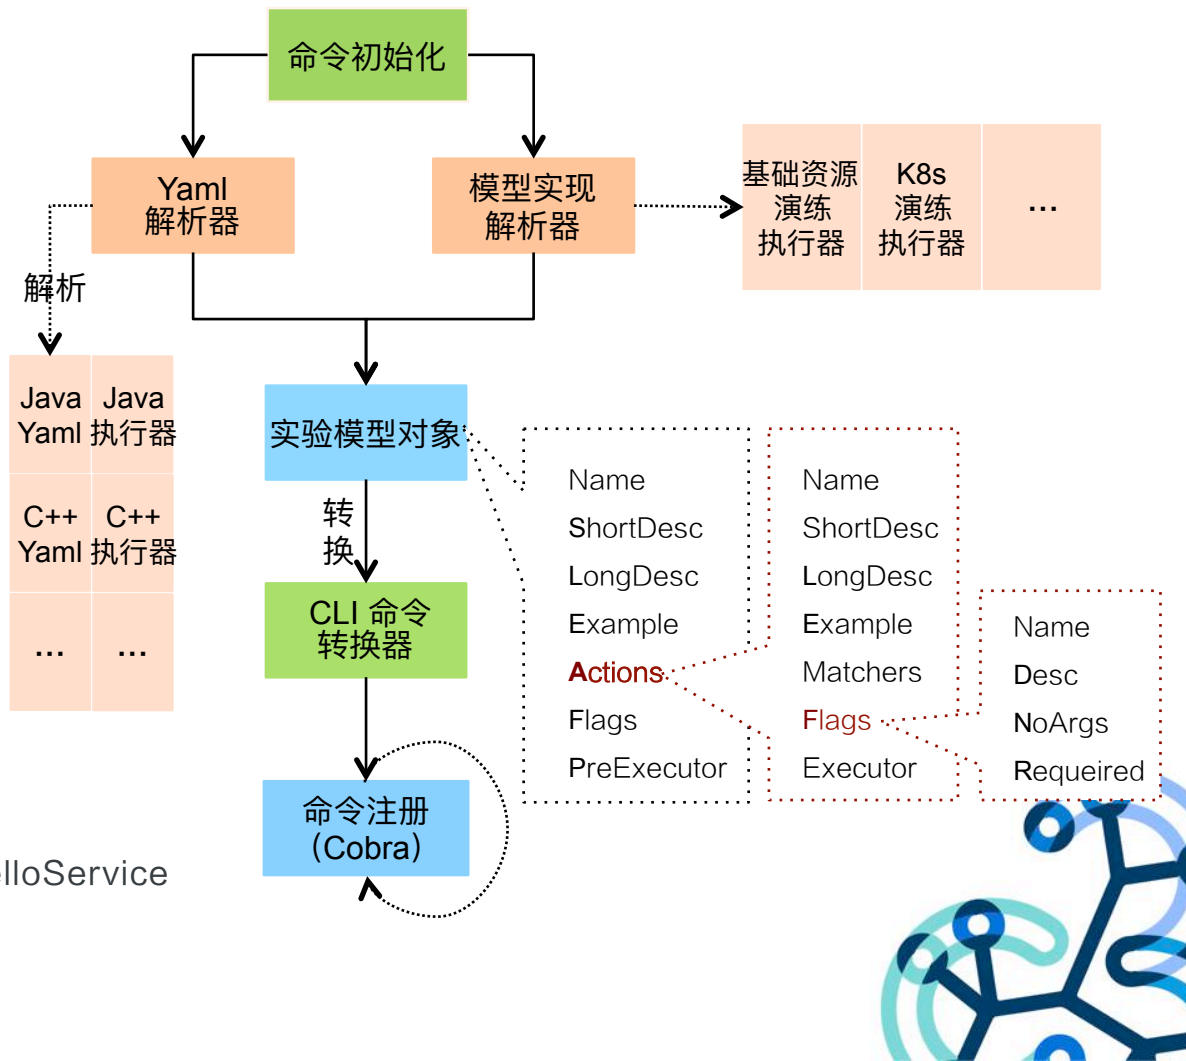 命令初始化
Yaml
解析器
模型实现
解析器
基础资源
演练
执行器
K8s
演练
执行器
...
解析
Java
Yaml
Java
执行器
C++
Yaml
C++
执行器
...
...
实验模型对象
转
换
CLI 命令
转换器
命令注册
（Cobra）
Name
ShortDesc
LongDesc
Example
Actions
Flags
PreExecutor
Name
ShortDesc
LongDesc
Example
Matchers
Flags
Executor
Name
Desc
NoArgs
Requeired
elloService